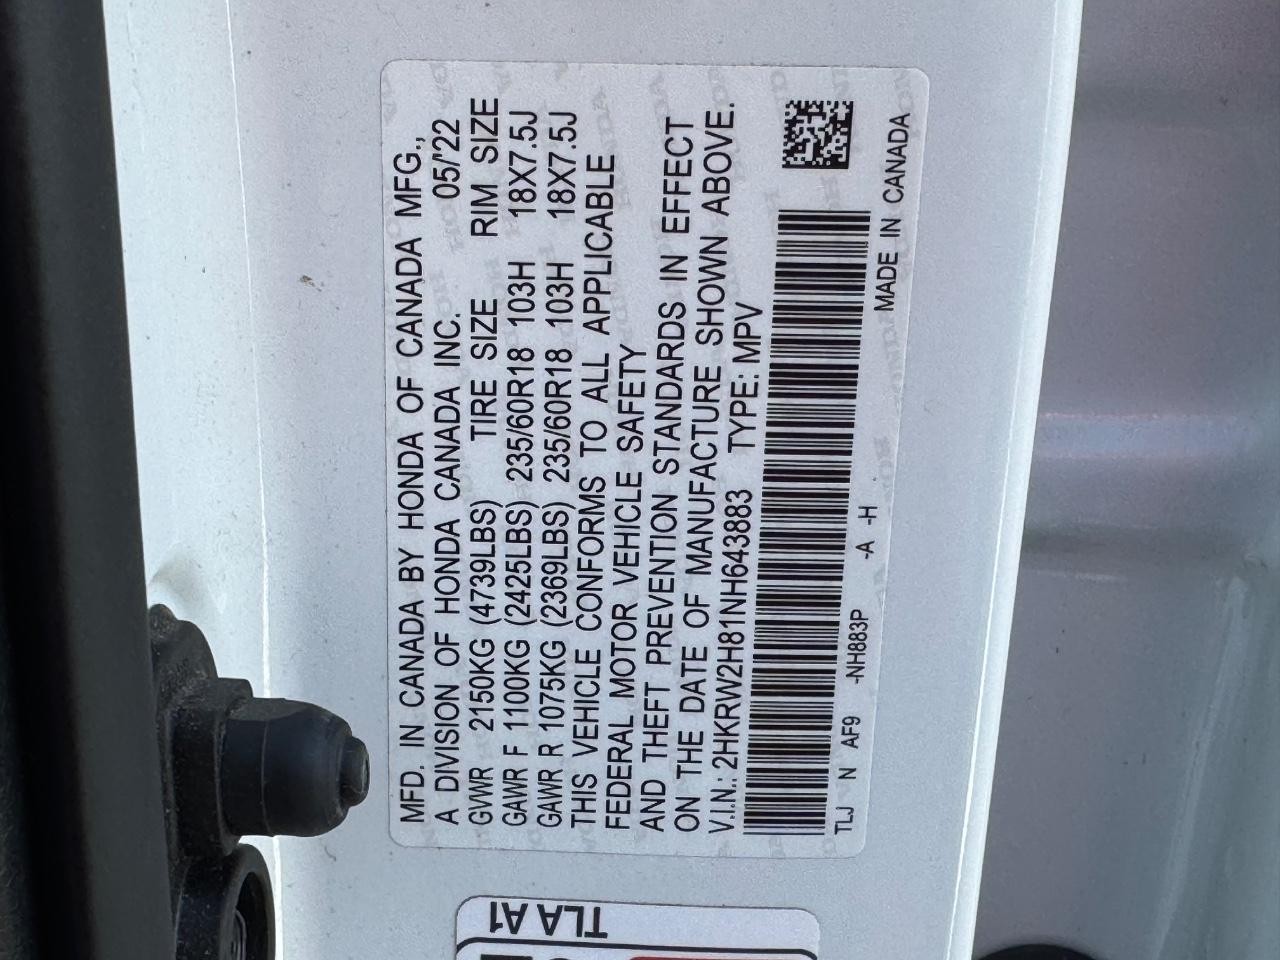 MFD. IN CANADA BY HONDA OF CANADA MFG.,
A DIVISION OF HONDA CANADA INC. 05/'22
GVWR 2150KG (4739LBS) TIRE SIZE RIM SIZE
GAWR F 1100KG (2425LBS) 235/60R18 103H 18X7.5J
GAWR R 1075KG (2369LBS) 235/60R18 103H 18X7.5J
THIS VEHICLE CONFORMS TO ALL APPLICABLE
FEDERAL MOTOR VEHICLE SAFETY
AND THEFT PREVENTION STANDARDS IN EFFECT
ON THE DATE OF MANUFACTURE SHOWN ABOVE.
V.I.N.: 2HKRW2H81NH643883 TYPE: MPV
TLJ N AF9 -NH883P -A -H
MADE IN CANADA
TLA A1